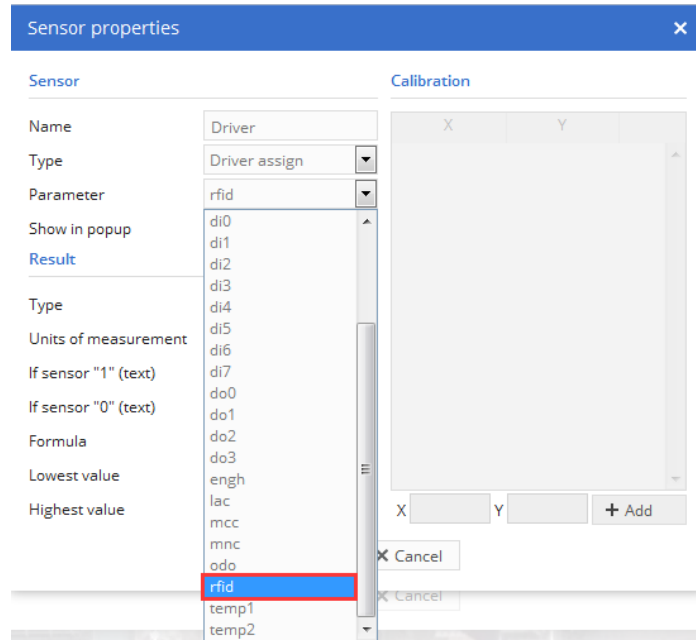 Sensor properties ×
Sensor
Calibration
Name Driver
Type Driver assign
Parameter rfid
Show in popup
Result
Type
Units of measurement
If sensor "1" (text)
If sensor "0" (text)
Formula
Lowest value
Highest value
di0
di1
di2
di3
di4
di5
di6
di7
do0
do1
do2
do3
engh
lac
mcc
mnc
odo
rfid
temp1
temp2
X Y
X Y + Add
× Cancel
× Cancel